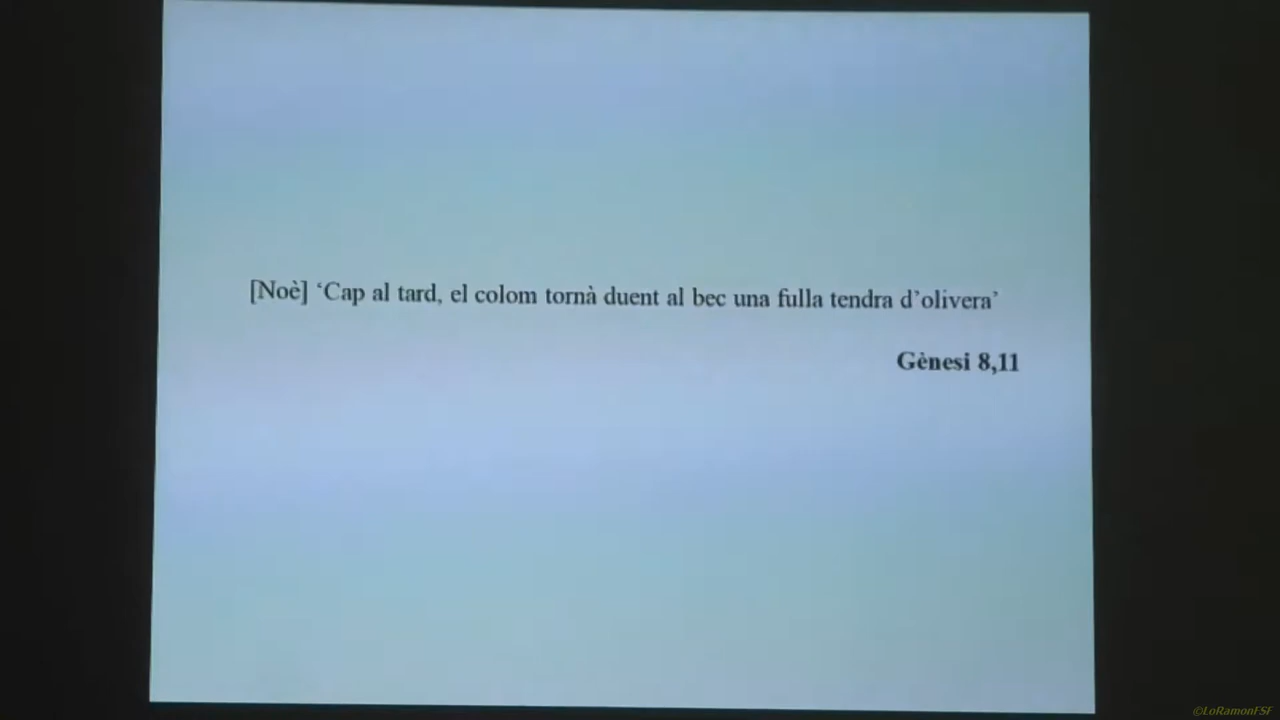 [Noè] ‘Cap al tard, el colom tornà duent al bec una fulla tendra d’olivera’
Gènesi 8,11
©LoRamonFSF